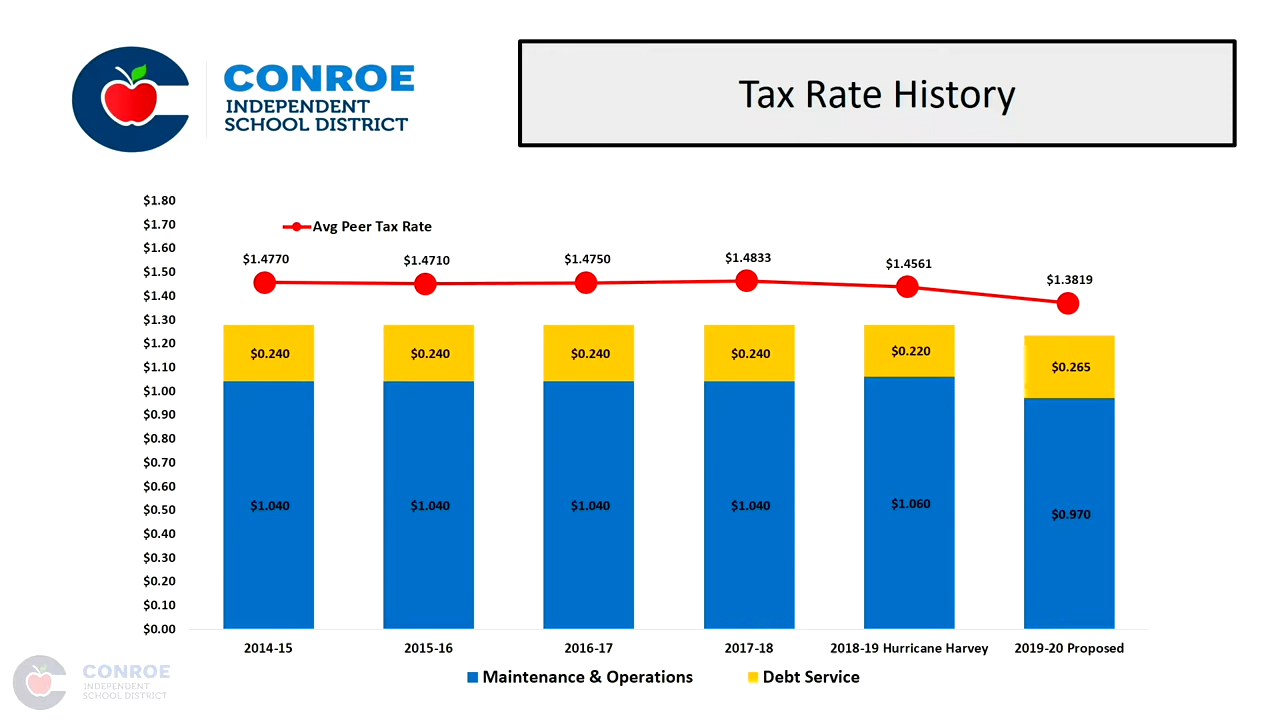 CONROE
INDEPENDENT
SCHOOL DISTRICT
Tax Rate History
$1.80
$1.70
$1.60
$1.50
$1.40
$1.30
$1.20
$1.10
$1.00
$0.90
$0.80
$0.70
$0.60
$0.50
$0.40
$0.30
$0.20
$0.10
$0.00
Avg Peer Tax Rate
$1.4770 $1.4710 $1.4750 $1.4833 $1.4561 $1.3819
$0.240 $0.240 $0.240 $0.240 $0.220 $0.265
$1.040 $1.040 $1.040 $1.040 $1.060 $0.970
2014-15 2015-16 2016-17 2017-18 2018-19 Hurricane Harvey 2019-20 Proposed
Maintenance & Operations Debt Service
CONROE
INDEPENDENT
SCHOOL DISTRICT